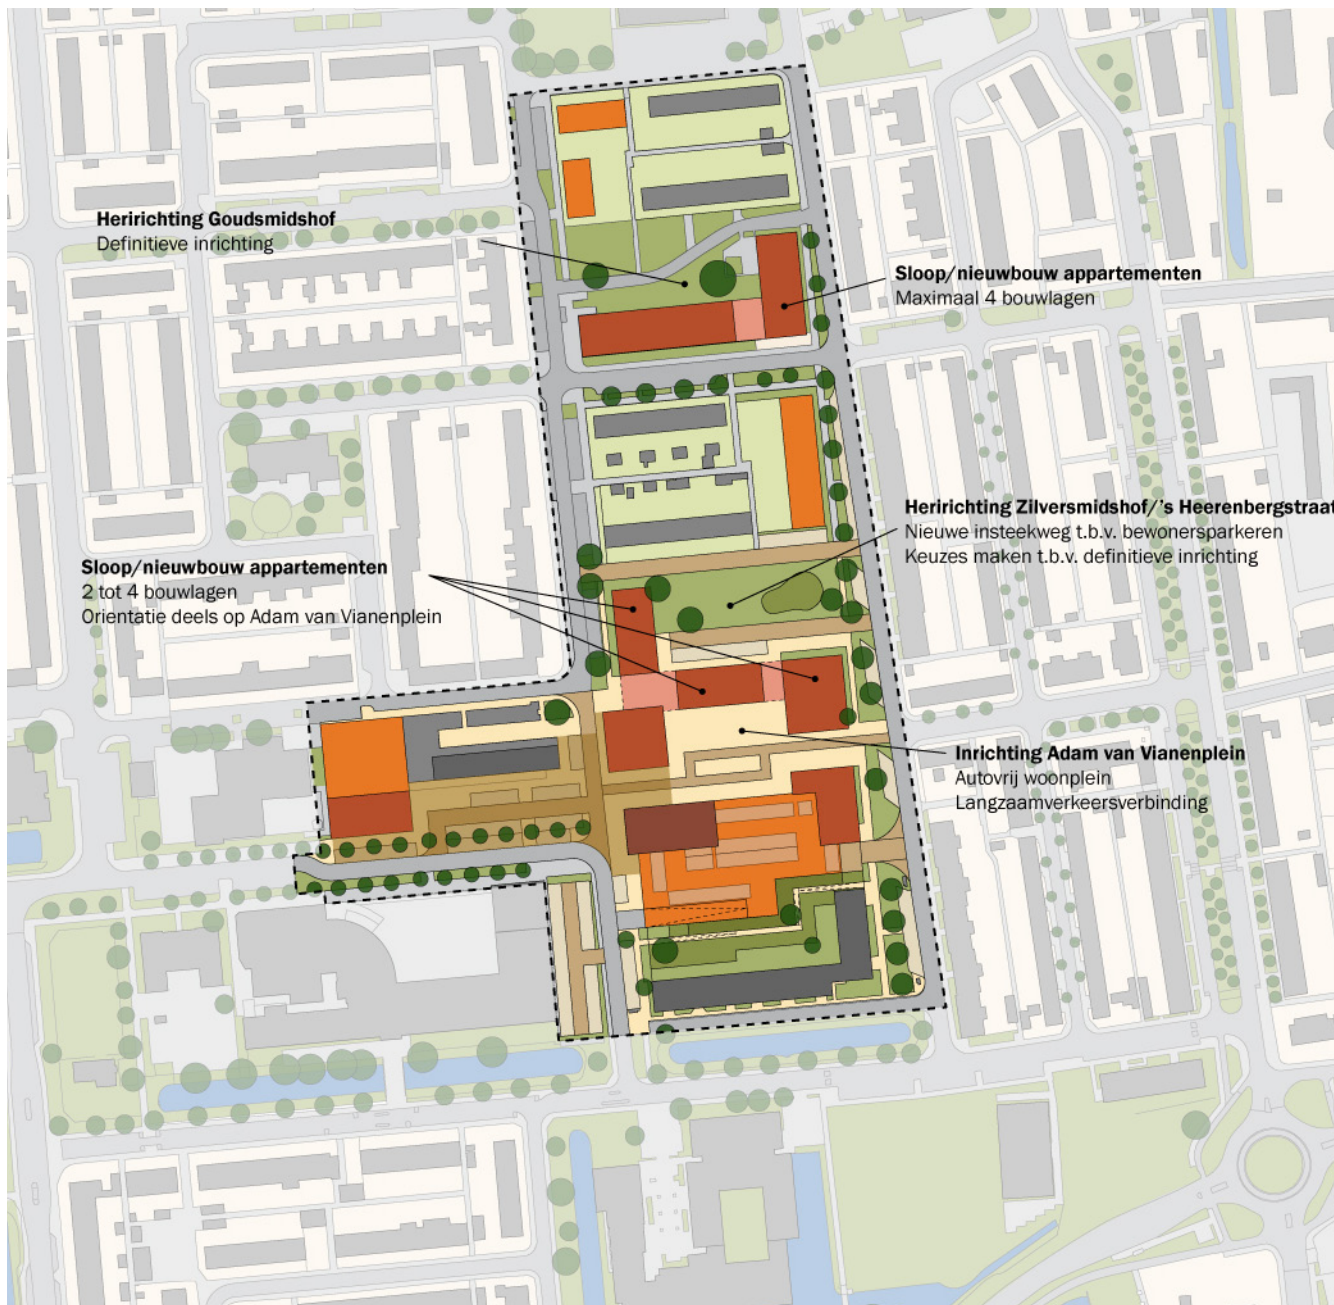 Heririchting Goudsmidshof
Definitieve inrichting
Sloop/nieuwbouw appartementen
Maximaal 4 bouwlagen
Heririchting Zilversmidshof/'s Heerenbergstraat
Nieuwe insteekweg t.b.v. bewonersparkeren
Keuzes maken t.b.v. definitieve inrichting
Sloop/nieuwbouw appartementen
2 tot 4 bouwlagen
Orientatie deels op Adam van Vianenplein
Inrichting Adam van Vianenplein
Autovrij woonplein
Langzaamverkeersverbinding